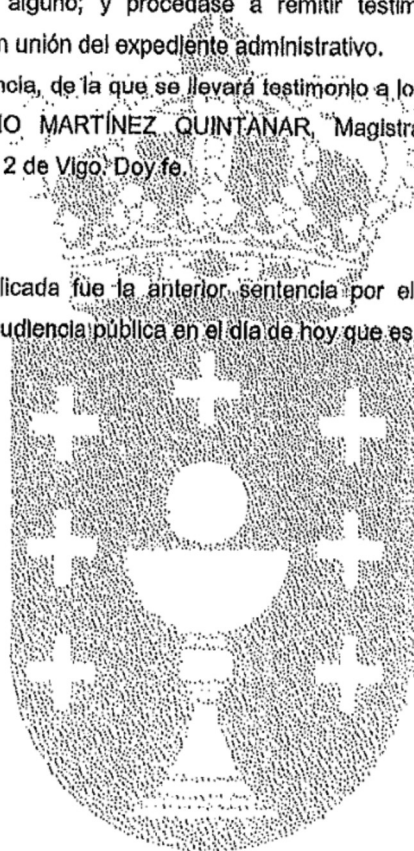 alguno; y procédase a remitir testim
n unión del expediente administrativo.
ncia, de la que se llevará testimonio a lo
IO MARTÍNEZ QUINTANAR, Magistra
2 de Vigo. Doy fe.
licada fue la anterior sentencia por el
udiencia pública en el día de hoy que es